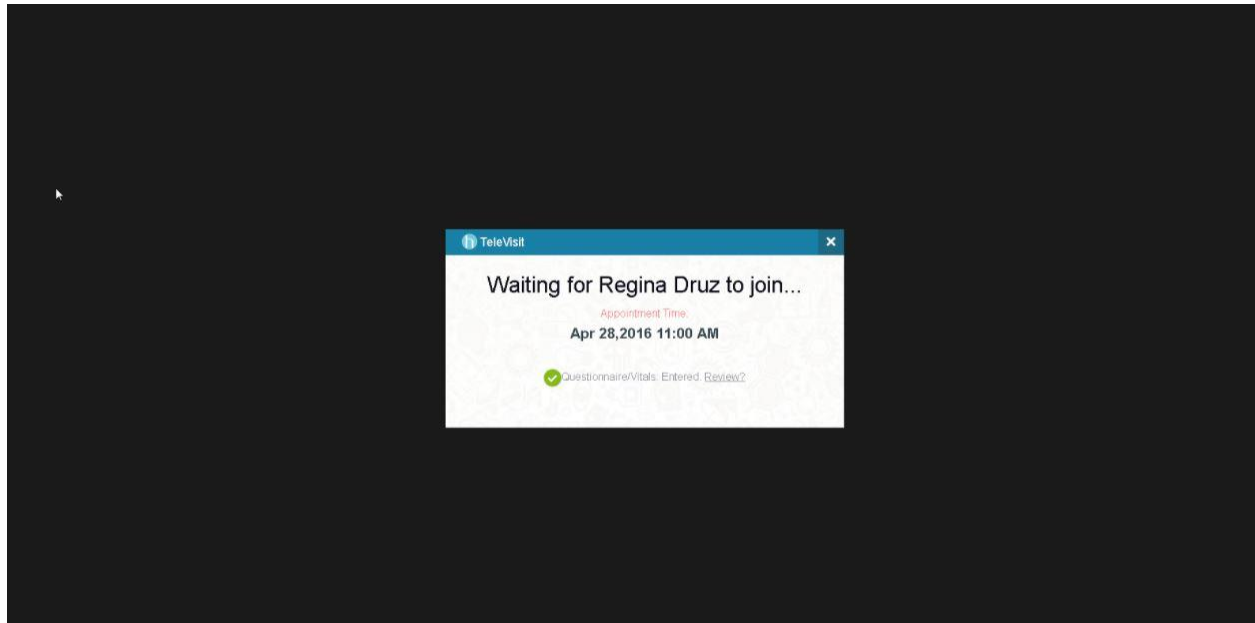 TeleVisit
Waiting for Regina Druz to join...
Appointment Time:
Apr 28,2016 11:00 AM
Questionnaire/Vitals: Entered. Review?